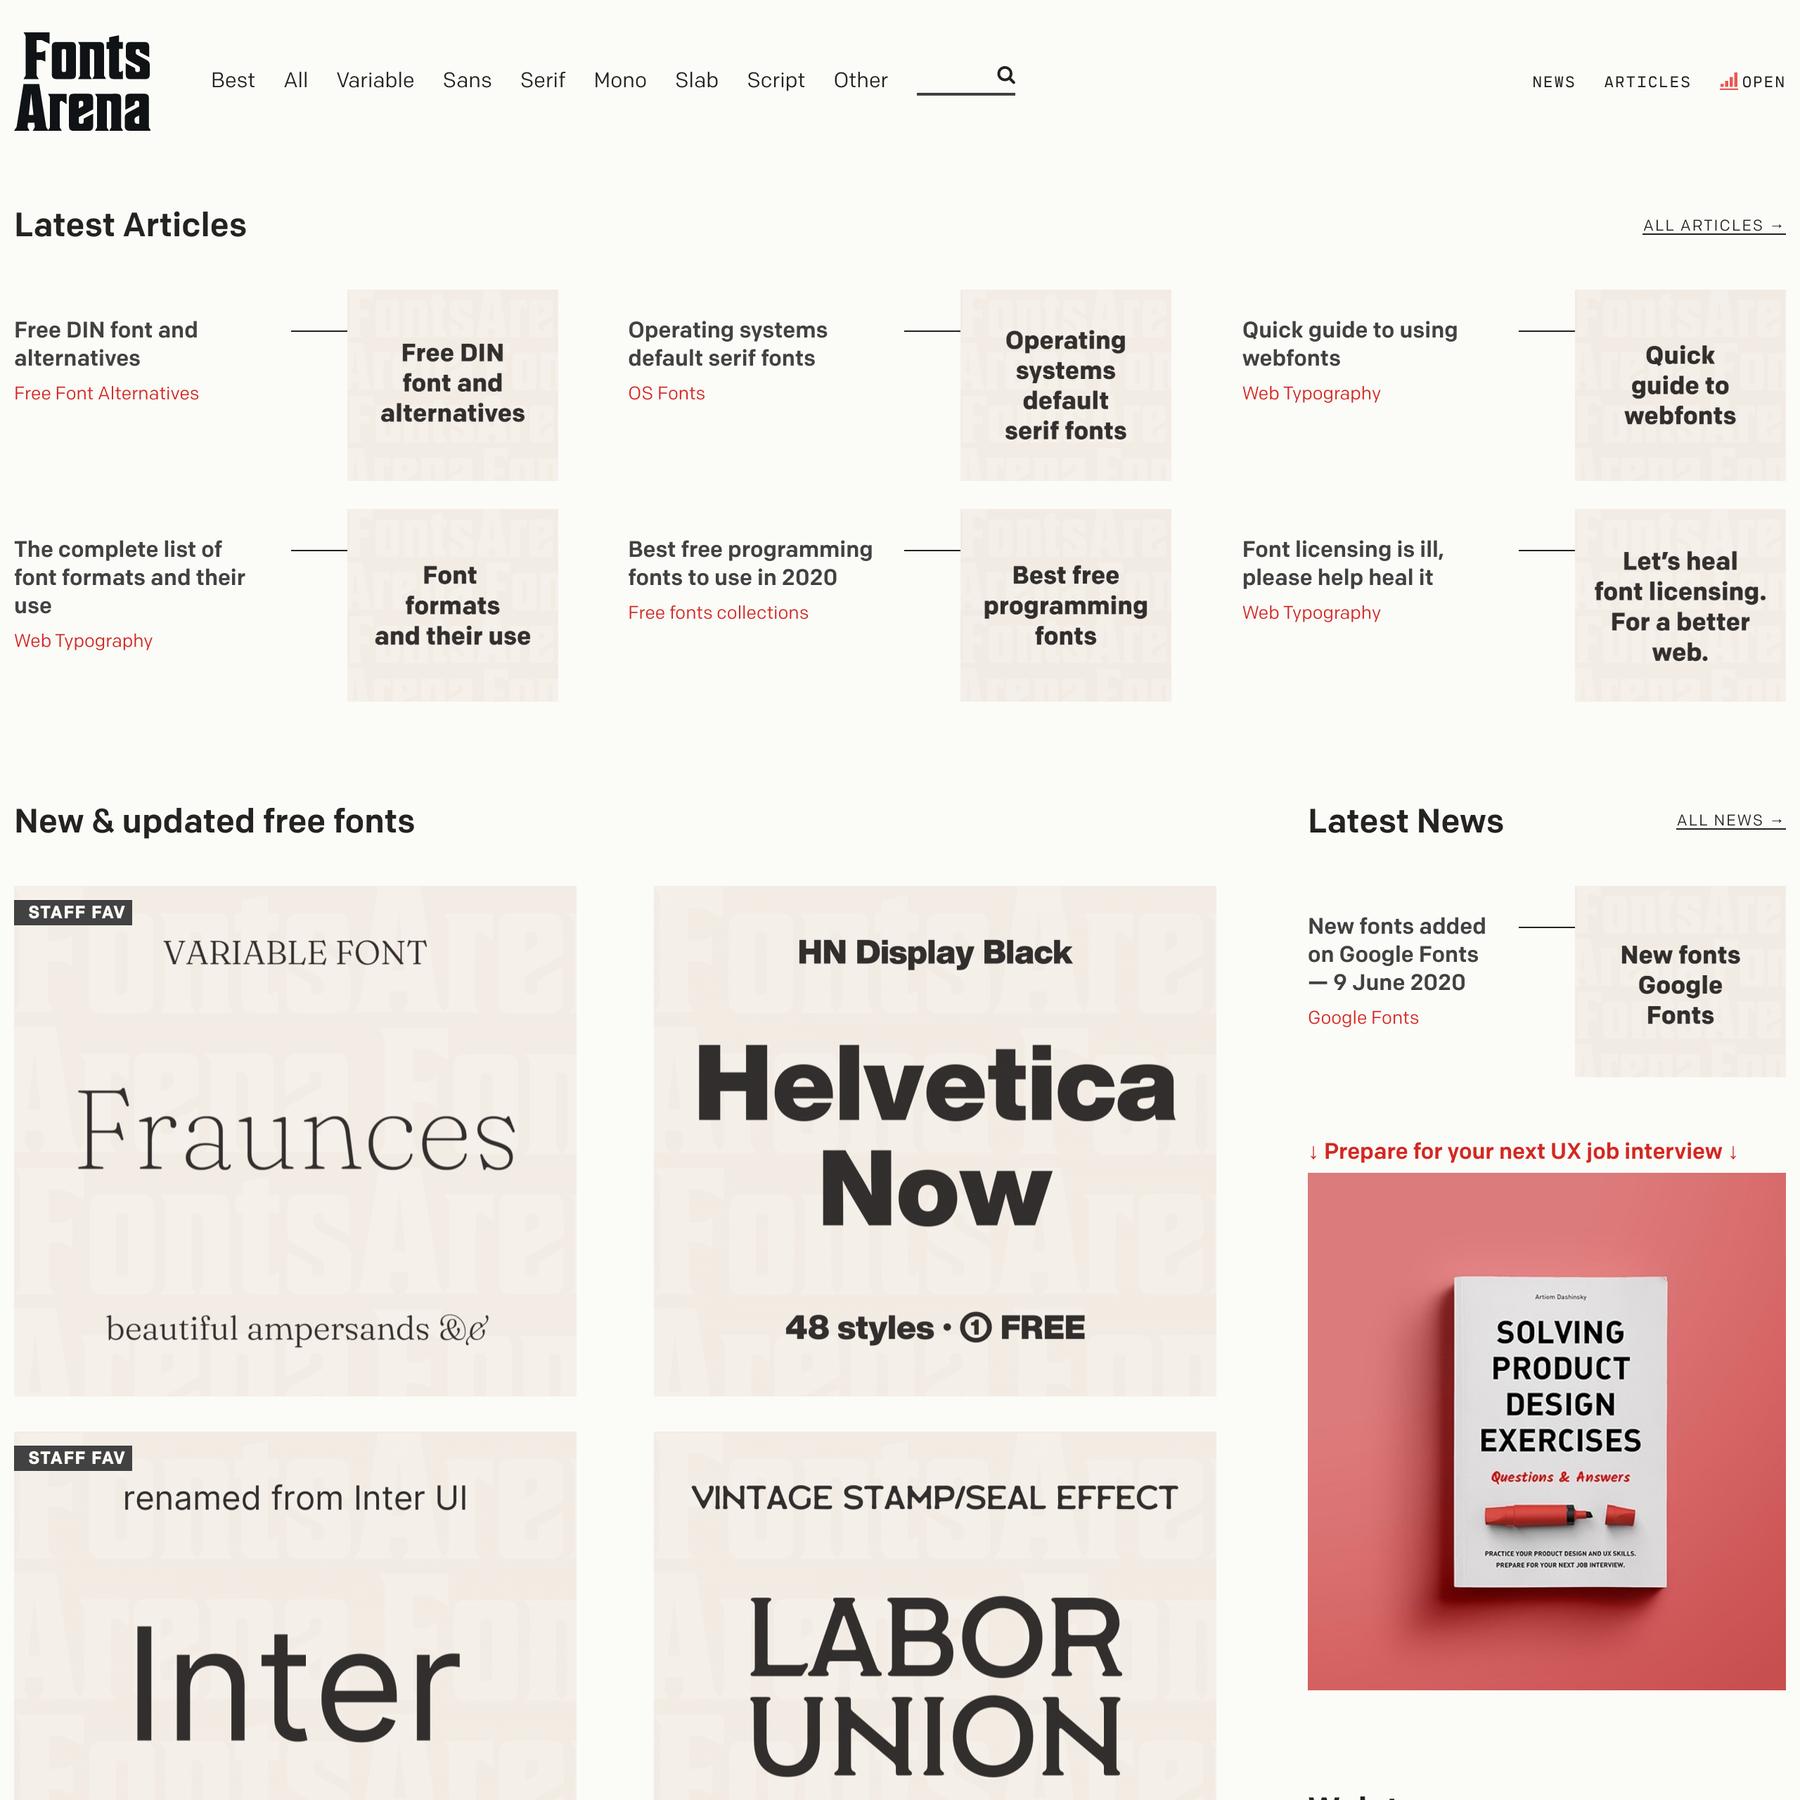 Fonts
Arena
Best All Variable Sans Serif Mono Slab Script Other
NEWS ARTICLES OPEN
Latest Articles
ALL ARTICLES →
Free DIN font and
alternatives
Free Font Alternatives
Free DIN
font and
alternatives
Operating systems
default serif fonts
OS Fonts
Operating
systems
default
serif fonts
Quick guide to using
webfonts
Web Typography
Quick
guide to
webfonts
The complete list of
font formats and their
use
Web Typography
Font
formats
and their use
Best free programming
fonts to use in 2020
Free fonts collections
Best free
programming
fonts
Font licensing is ill,
please help heal it
Web Typography
Let’s heal
font licensing.
For a better
web.
New & updated free fonts
STAFF FAV
VARIABLE FONT
Fraunces
beautiful ampersands &&
HN Display Black
Helvetica
Now
48 styles · ① FREE
STAFF FAV
renamed from Inter UI
Inter
VINTAGE STAMP/SEAL EFFECT
LABOR
UNION
Latest News
ALL NEWS →
New fonts added
on Google Fonts
— 9 June 2020
Google Fonts
New fonts
Google
Fonts
↓ Prepare for your next UX job interview ↓
Artiom Dashinsky
SOLVING
PRODUCT
DESIGN
EXERCISES
Questions & Answers
PRACTICE YOUR PRODUCT DESIGN AND UX SKILLS.
PREPARE FOR YOUR NEXT JOB INTERVIEW.